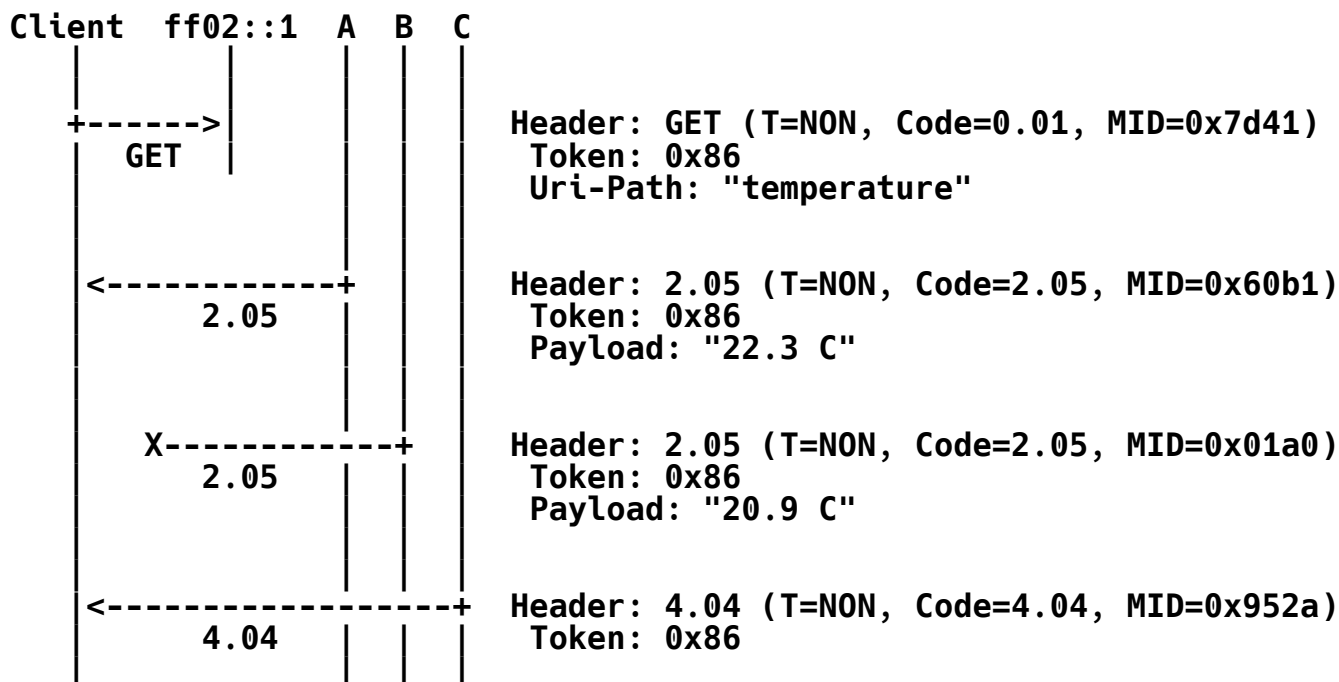 Client ff02::1 A B C
+------> Header: GET (T=NON, Code=0.01, MID=0x7d41)
GET Token: 0x86
Uri-Path: "temperature"
<------------+ Header: 2.05 (T=NON, Code=2.05, MID=0x60b1)
2.05 Token: 0x86
Payload: "22.3 C"
X------------+ Header: 2.05 (T=NON, Code=2.05, MID=0x01a0)
2.05 Token: 0x86
Payload: "20.9 C"
<------------------+ Header: 4.04 (T=NON, Code=4.04, MID=0x952a)
4.04 Token: 0x86